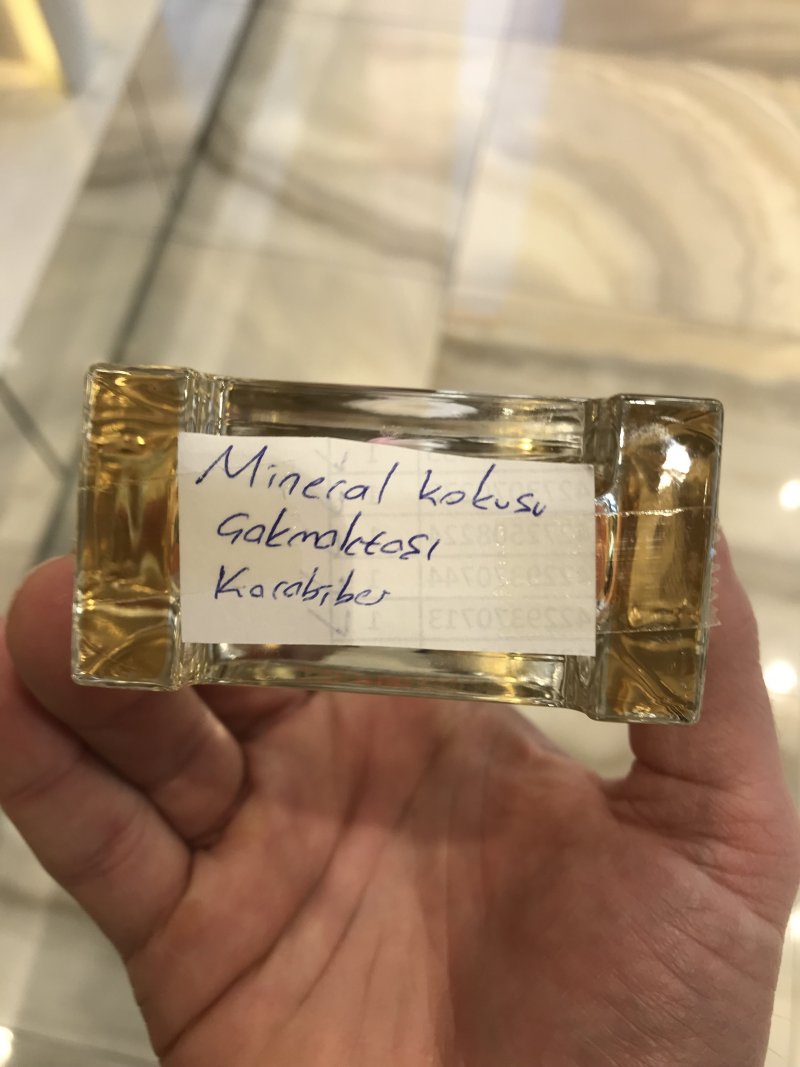 Mineral kokusu
Çakmaktaşı
Karabiber